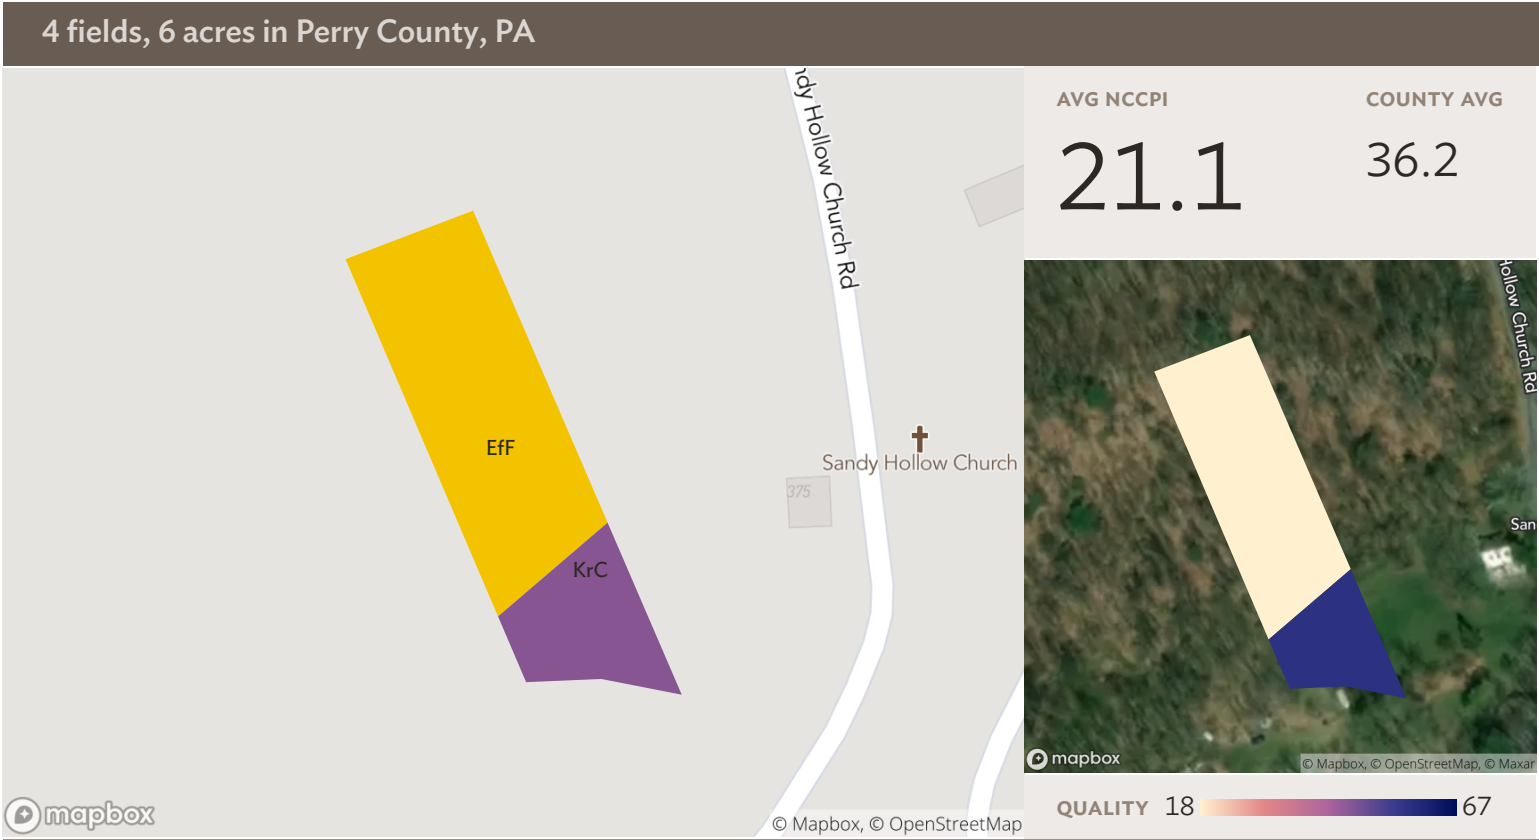 4 fields, 6 acres in Perry County, PA
ndy Hollow Church Rd
EfF
KrC
Sandy Hollow Church
375
mapbox
© Mapbox, © OpenStreetMap
AVG NCCPI
21.1
COUNTY AVG
36.2
Hollow Church Rd
San
mapbox
© Mapbox, © OpenStreetMap, © Maxar
QUALITY 18 67